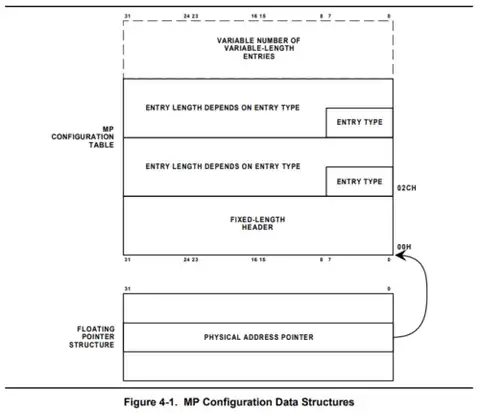 31 24 23 16 15 8 7 0
VARIABLE NUMBER OF
VARIABLE-LENGTH
ENTRIES
ENTRY LENGTH DEPENDS ON ENTRY TYPE
ENTRY TYPE
MP
CONFIGURATION
TABLE
ENTRY LENGTH DEPENDS ON ENTRY TYPE
ENTRY TYPE
02CH
FIXED-LENGTH
HEADER
00H
31 24 23 16 15 8 7 0
31 0
FLOATING
POINTER
STRUCTURE
PHYSICAL ADDRESS POINTER
Figure 4-1. MP Configuration Data Structures